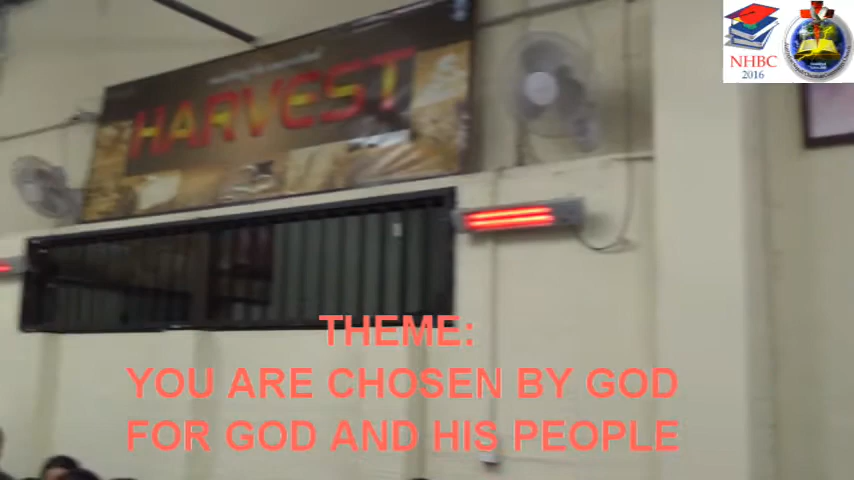 NHBC
2016
HARVEST
THEME:
YOU ARE CHOSEN BY GOD
FOR GOD AND HIS PEOPLE